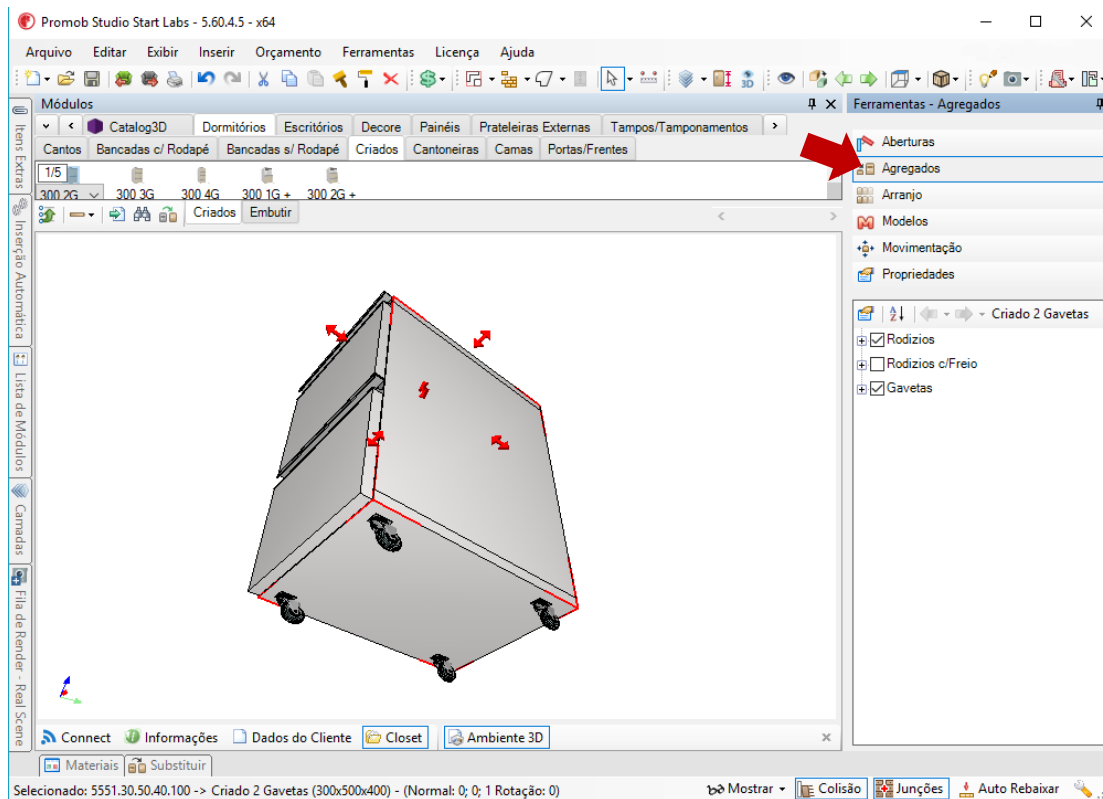 Promob Studio Start Labs - 5.60.4.5 - x64
Arquivo Editar Exibir Inserir Orçamento Ferramentas Licença Ajuda
Módulos
Catalog3D Dormitórios Escritórios Decore Painéis Prateleiras Externas Tampos/Tamponamentos
Cantos Bancadas c/ Rodapé Bancadas s/ Rodapé Criados Cantoneiras Camas Portas/Frentes
1/5
300 2G 300 3G 300 4G 300 1G + 300 2G +
Criados Embutir
Itens Extras
Inserção Automática
Lista de Módulos
Camadas
Fila de Render - Real Scene
Ferramentas - Agregados
Aberturas
Agregados
Arranjo
Modelos
Movimentação
Propriedades
Criado 2 Gavetas
Rodizios
Rodizios c/Freio
Gavetas
Connect Informações Dados do Cliente Closet Ambiente 3D
Materiais Substituir
Selecionado: 5551.30.50.40.100 -> Criado 2 Gavetas (300x500x400) - (Normal: 0; 0; 1 Rotação: 0) Mostrar Colisão Junções Auto Rebaixar